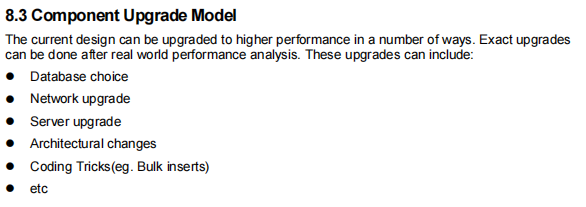 8.3 Component Upgrade Model
The current design can be upgraded to higher performance in a number of ways. Exact upgrades
can be done after real world performance analysis. These upgrades can include:
● Database choice
● Network upgrade
● Server upgrade
● Architectural changes
● Coding Tricks(eg. Bulk inserts)
● etc